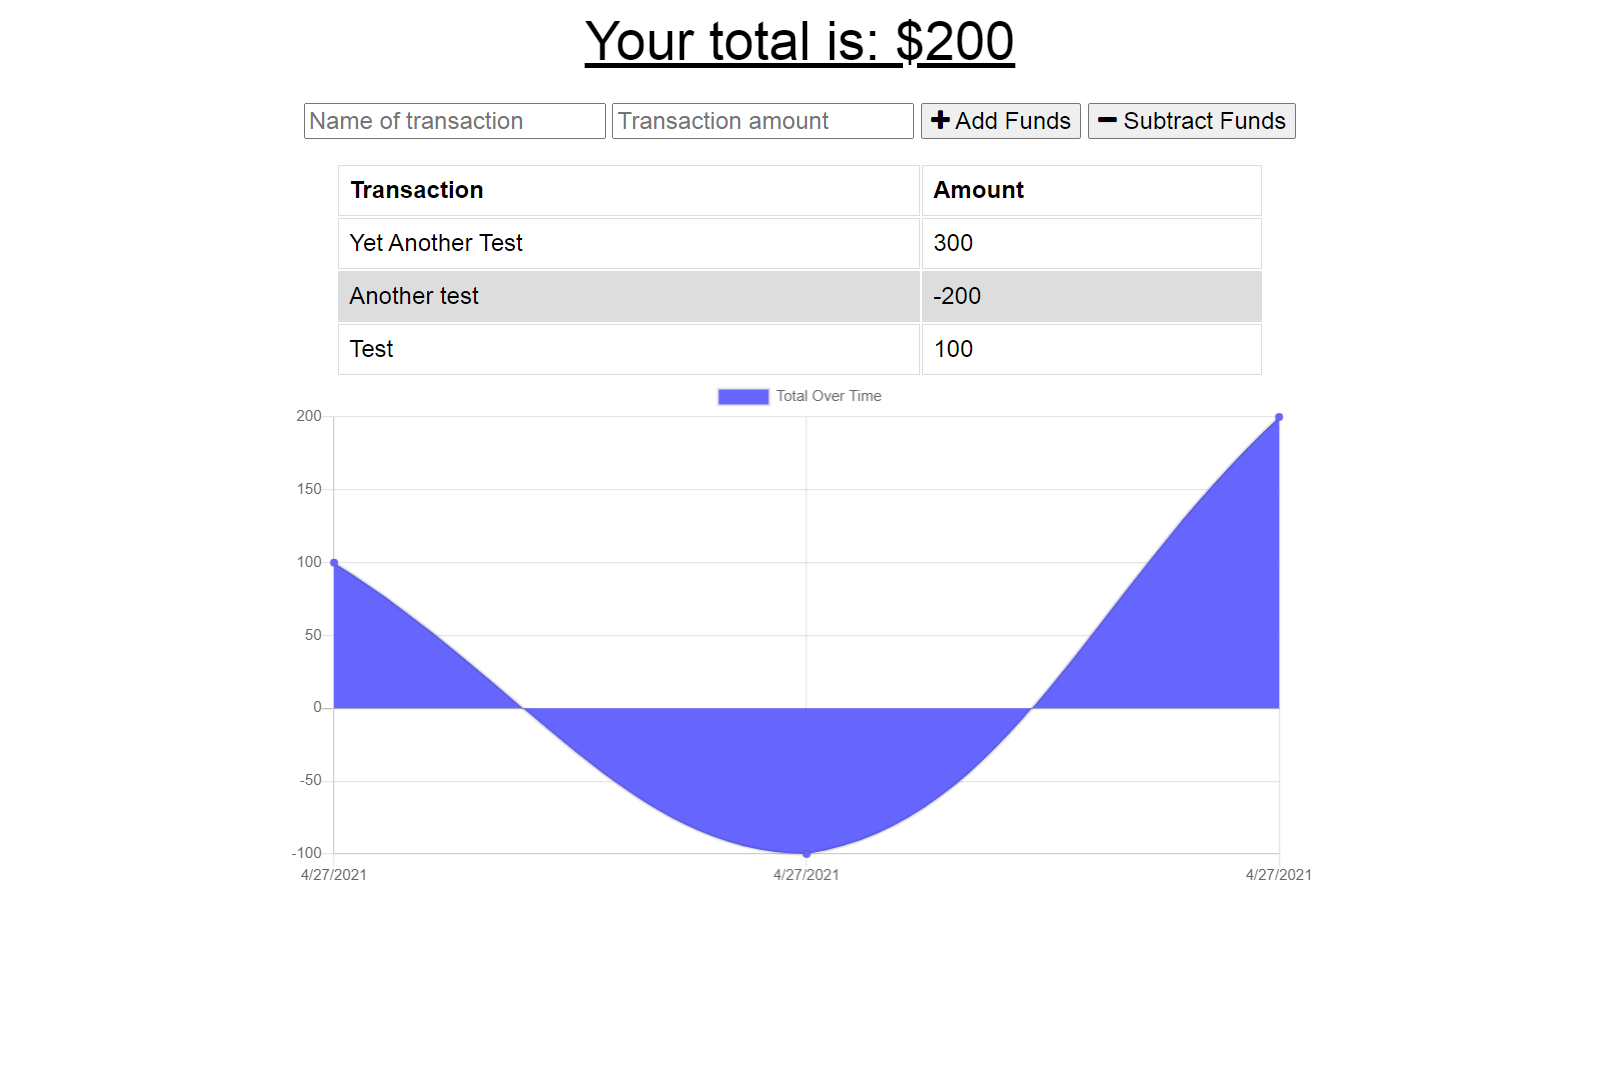 Your total is: $200
Name of transaction Transaction amount Add Funds Subtract Funds
Transaction Amount
Yet Another Test 300
Another test -200
Test 100
Total Over Time
200
150
100
50
0
-50
-100
4/27/2021 4/27/2021 4/27/2021